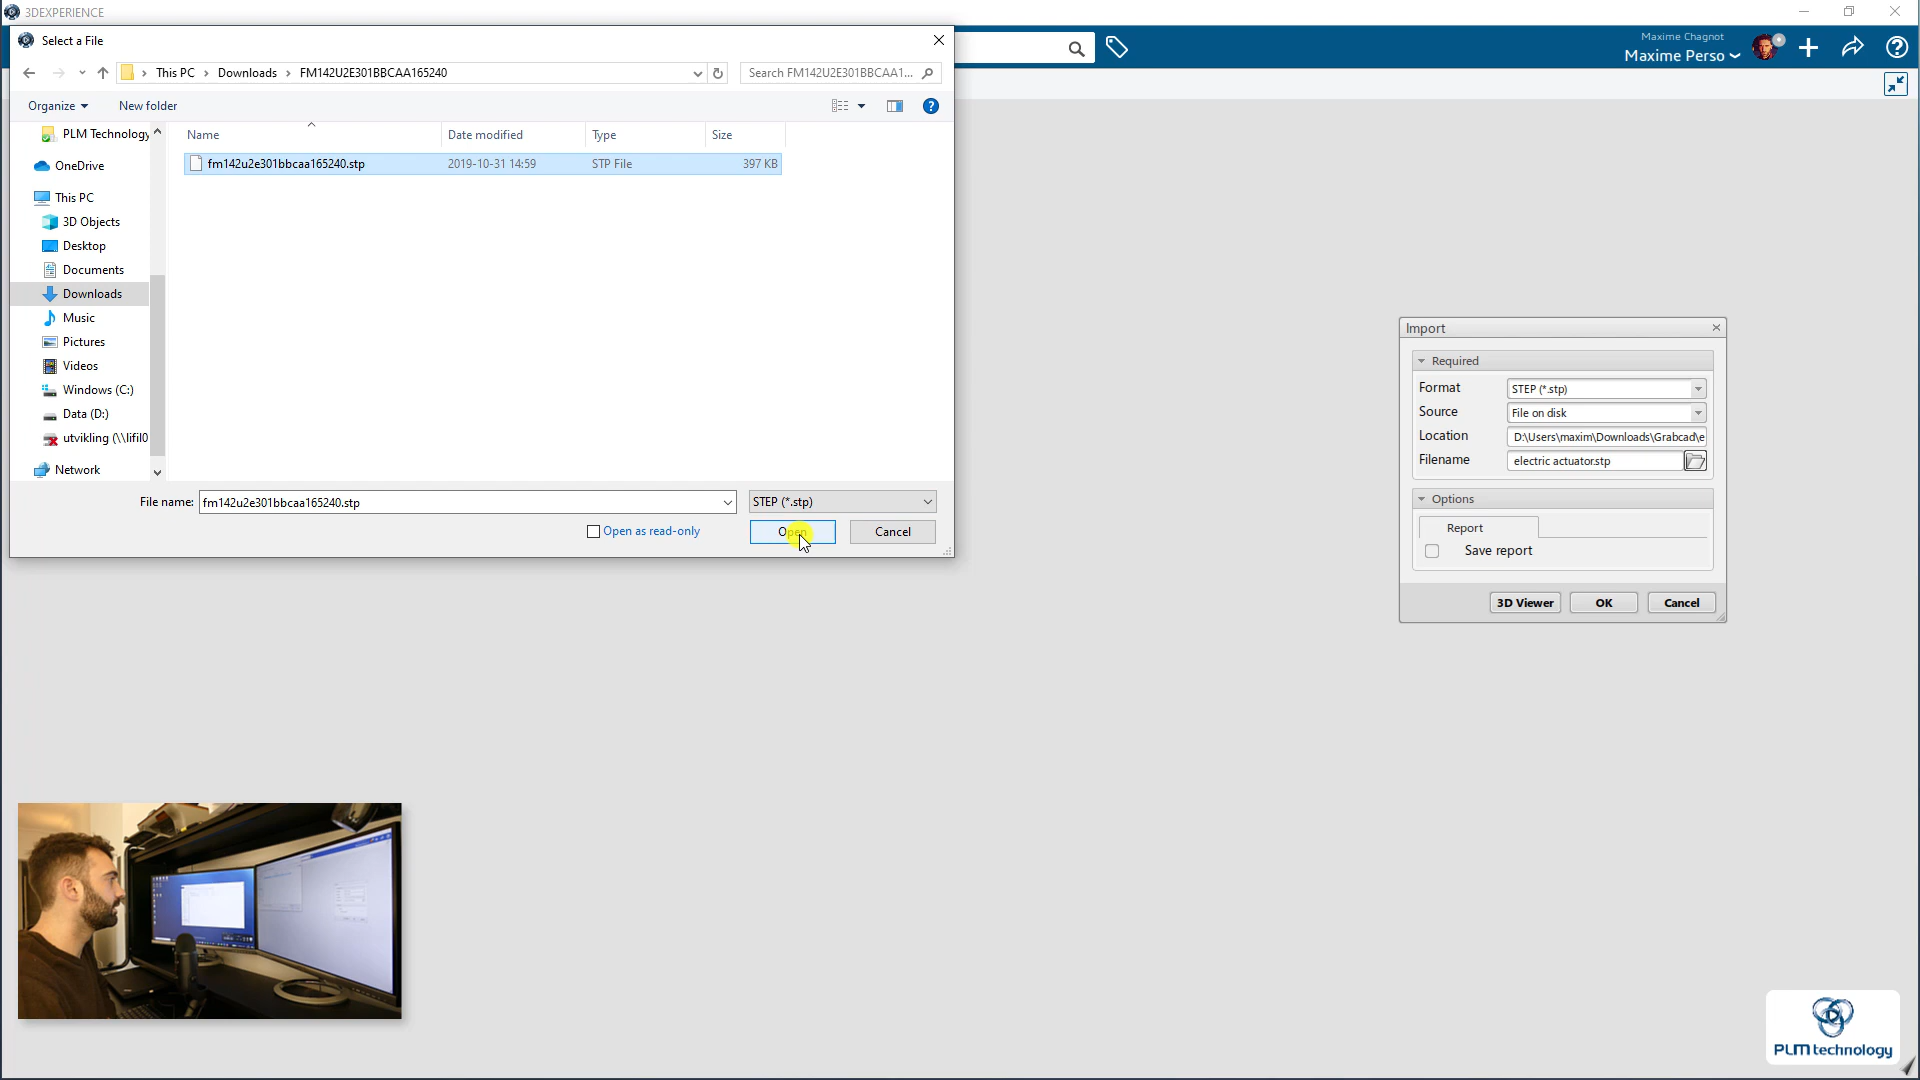 3DEXPERIENCE
Select a File
This PC > Downloads > FM142U2E301BBCAA165240
Search FM142U2E301BBCAA1...
Organize
New folder
PLM Technology
OneDrive
This PC
3D Objects
Desktop
Documents
Downloads
Music
Pictures
Videos
Windows (C:)
Data (D:)
utvikling (\\lifil0
Network
Name Date modified Type Size
fm142u2e301bbcaa165240.stp 2019-10-31 14:59 STP File 397 KB
File name: fm142u2e301bbcaa165240.stp STEP (*.stp)
Open as read-only
Open
Cancel
Maxime Chagnot
Maxime Perso
Import
Required
Format STEP (*.stp)
Source File on disk
Location D:\Users\maxim\Downloads\Grabcad\e
Filename electric actuator.stp
Options
Report
Save report
3D Viewer OK Cancel
PLM technology